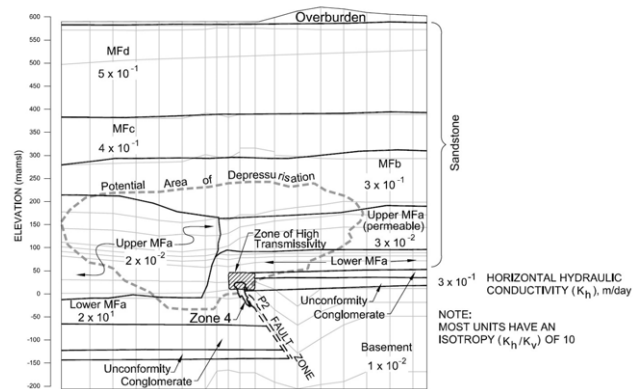 Overburden
600
550
500
450
400
350
300
250
200
150
100
50
0
-50
-100
-150
-200
ELEVATION (mamsl)
MFd
5 x 10⁻¹
MFc
4 x 10⁻¹
MFb
3 x 10⁻¹
Sandstone
Potential Area of Depressurisation
Upper MFa
2 x 10⁻²
Upper MFa
(permeable)
3 x 10⁻²
Zone of High
Transmissivity
Lower MFa
3 x 10⁻¹
HORIZONTAL HYDRAULIC
CONDUCTIVITY (Kₕ), m/day
Unconformity
Conglomerate
Lower MFa
2 x 10¹
Zone 4
P2 FAULT ZONE
NOTE:
MOST UNITS HAVE AN
ISOTROPY (Kₕ/Kᵥ) OF 10
Unconformity
Conglomerate
Basement
1 x 10⁻²